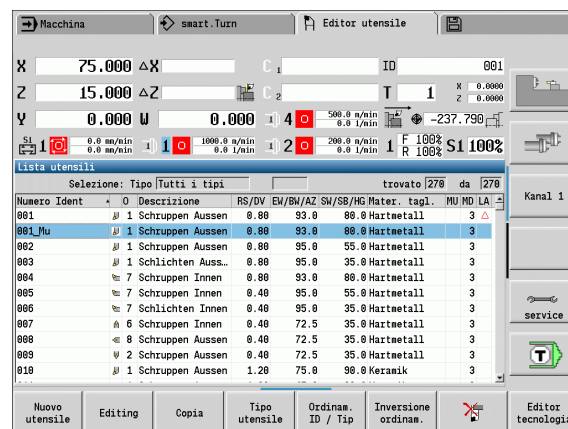 Macchina smart.Turn Editor utensile
X 75.000 △X C 1 ID 001
Z 15.000 △Z C 2 T 1 X 0.0000 Z 0.0000
Y 0.000 W 0.000 4 500.0 m/min 0.0 1/min -237.790
S1 1 0.0 mm/min 0.0 mm/min 1 1000.0 m/min 0.0 1/min 2 200.0 m/min 0.0 1/min 1 F 100% R 100% S1 100%
Lista utensili
Selezione: Tipo Tutti i tipi trovato 270 da 270
Numero Ident O Descrizione RS/DV EW/BW/AZ SW/SB/HG Mater. tagl. MU MD LA
001 1 Schruppen Aussen 0.80 93.0 80.0 Hartmetall 3
001_Mu 1 Schruppen Aussen 0.80 93.0 80.0 Hartmetall 3
002 1 Schruppen Aussen 0.80 95.0 55.0 Hartmetall 3
003 1 Schlichten Auss… 0.80 95.0 35.0 Hartmetall 3
004 7 Schruppen Innen 0.80 93.0 80.0 Hartmetall 3
005 7 Schruppen Innen 0.40 95.0 55.0 Hartmetall 3
006 7 Schlichten Innen 0.40 95.0 35.0 Hartmetall 3
007 6 Schruppen Innen 0.40 72.5 35.0 Hartmetall 3
008 8 Schruppen Aussen 0.40 72.5 35.0 Hartmetall 3
009 2 Schruppen Aussen 0.40 72.5 35.0 Hartmetall 3
010 1 Schruppen Aussen 1.20 75.0 90.0 Keramik 3
Kanal 1
service
T
Nuovo utensile
Editing
Copia
Tipo utensile
Ordinam. ID / Tip
Inversione ordinam.
Editor tecnologi